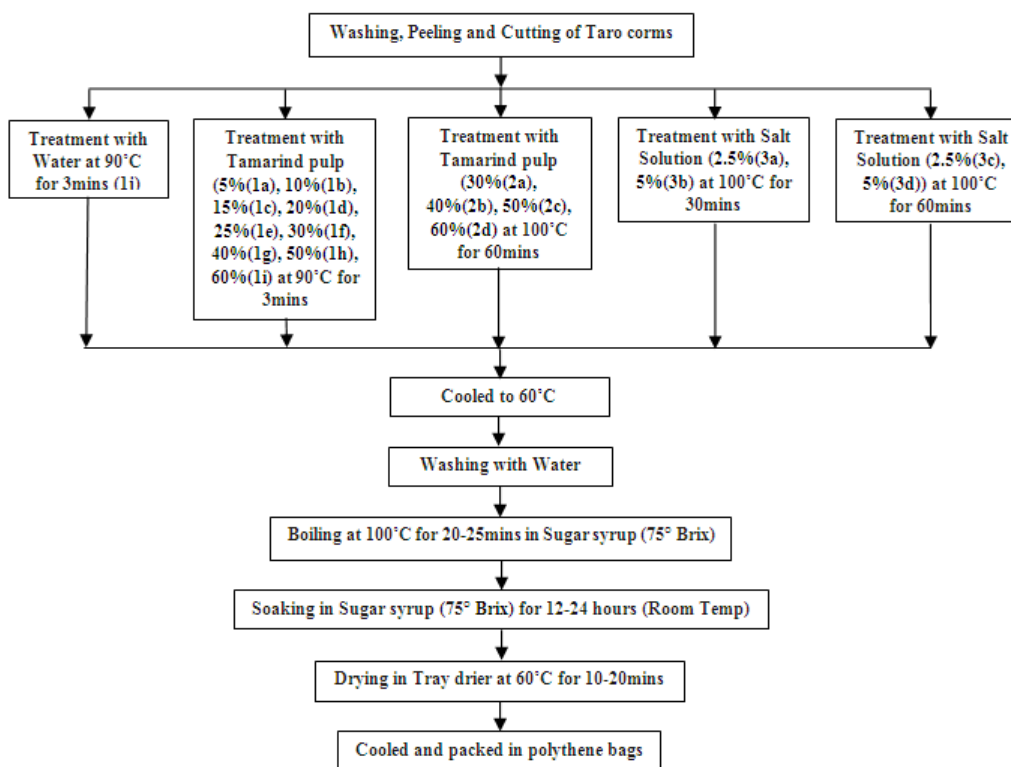 Washing, Peeling and Cutting of Taro corms
Treatment with
Water at 90˚C
for 3mins (1i)
Treatment with
Tamarind pulp
(5%(1a), 10%(1b),
15%(1c), 20%(1d),
25%(1e), 30%(1f),
40%(1g), 50%(1h),
60%(1i) at 90˚C for
3mins
Treatment with
Tamarind pulp
(30%(2a),
40%(2b), 50%(2c),
60%(2d) at 100˚C
for 60mins
Treatment with Salt
Solution (2.5%(3a),
5%(3b) at 100˚C for
30mins
Treatment with Salt
Solution (2.5%(3c),
5%(3d)) at 100˚C
for 60mins
Cooled to 60˚C
Washing with Water
Boiling at 100˚C for 20-25mins in Sugar syrup (75° Brix)
Soaking in Sugar syrup (75° Brix) for 12-24 hours (Room Temp)
Drying in Tray drier at 60˚C for 10-20mins
Cooled and packed in polythene bags